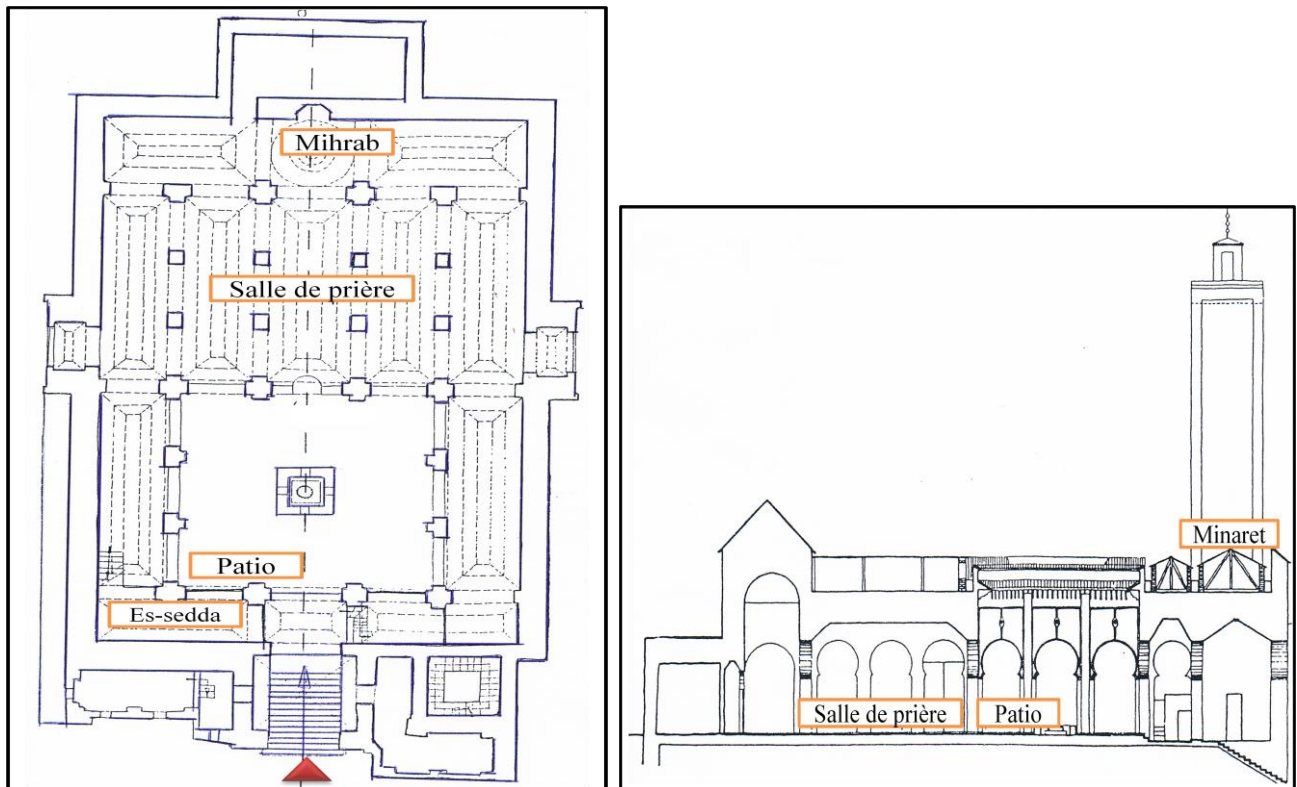 Mihrab
Salle de prière
Patio
Es-sedda
Minaret
Salle de prière
Patio